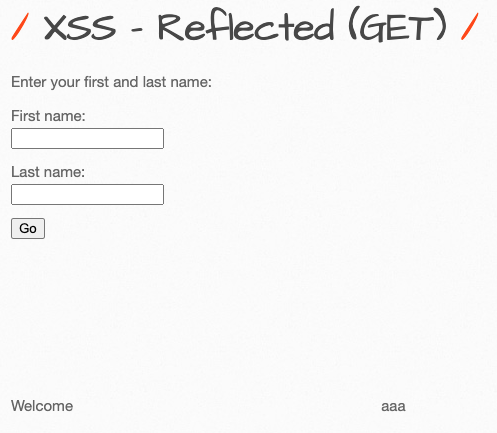 / XSS - Reflected (GET) /
Enter your first and last name:
First name:
Last name:
Go
Welcome aaa